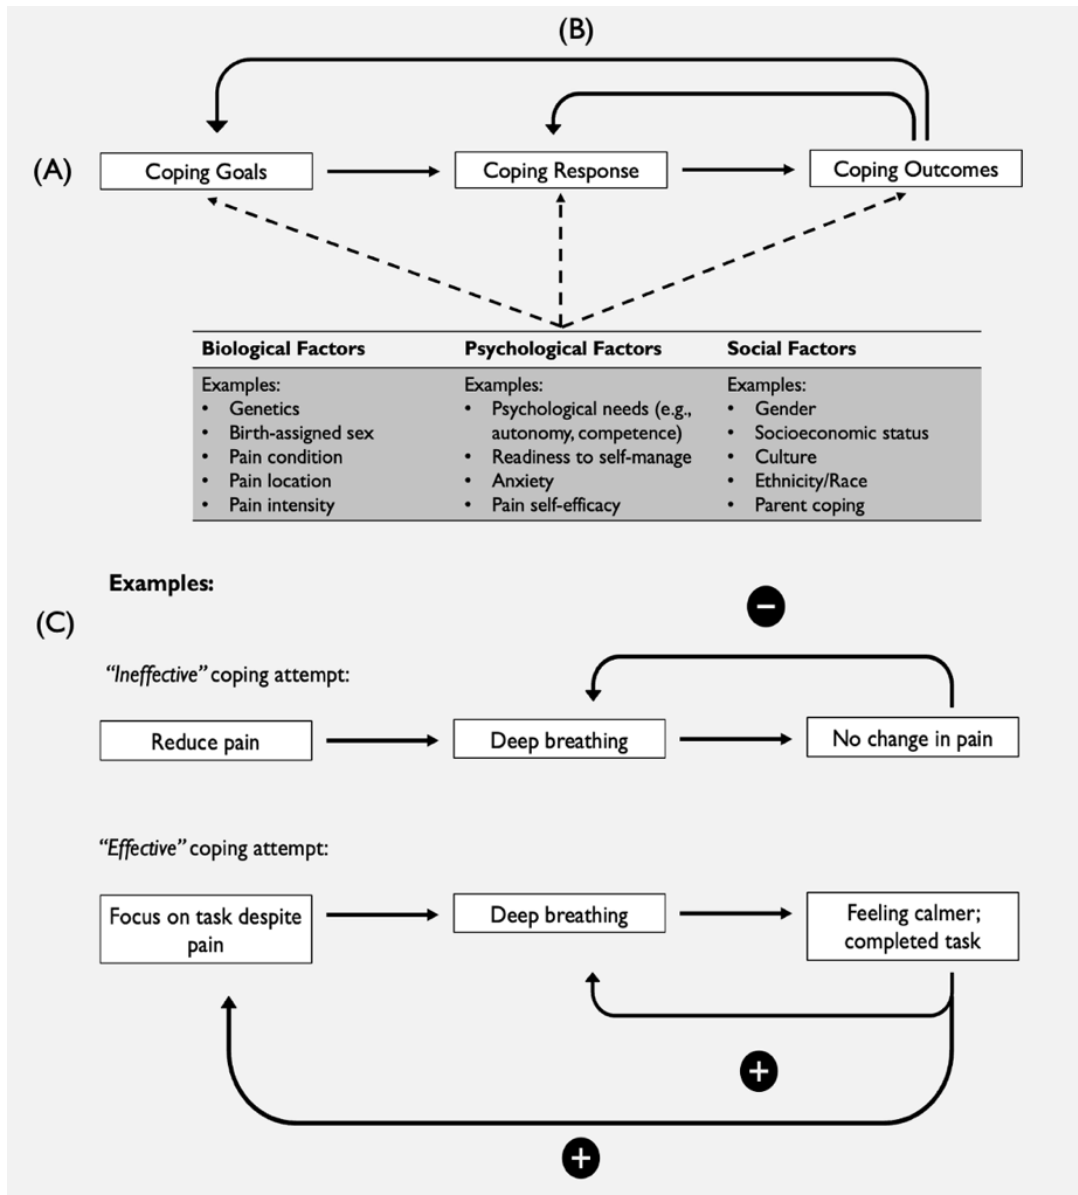 (B)
(A)
Coping Goals
Coping Response
Coping Outcomes
Biological Factors
Examples:
• Genetics
• Birth-assigned sex
• Pain condition
• Pain location
• Pain intensity
Psychological Factors
Examples:
• Psychological needs (e.g.,
autonomy, competence)
• Readiness to self-manage
• Anxiety
• Pain self-efficacy
Social Factors
Examples:
• Gender
• Socioeconomic status
• Culture
• Ethnicity/Race
• Parent coping
Examples:
(C)
−
“Ineffective” coping attempt:
Reduce pain
Deep breathing
No change in pain
“Effective” coping attempt:
Focus on task despite
pain
Deep breathing
Feeling calmer;
completed task
+
+